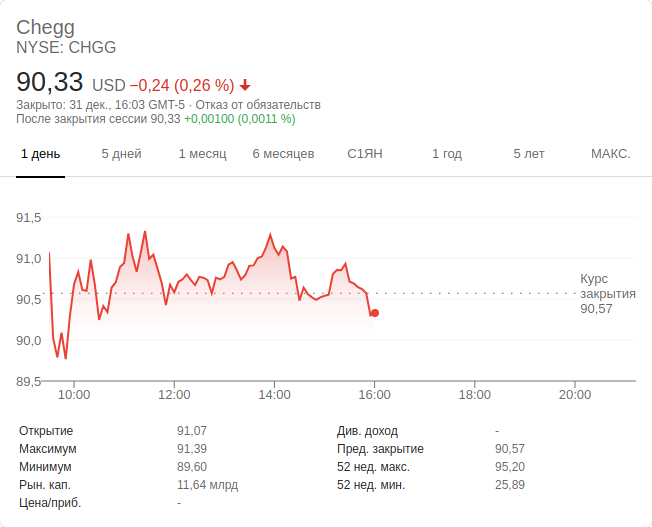 Chegg
NYSE: CHGG
90,33 USD −0,24 (0,26 %)
Закрыто: 31 дек., 16:03 GMT-5 · Отказ от обязательств
После закрытия сессии 90,33 +0,00100 (0,0011 %)
1 день 5 дней 1 месяц 6 месяцев С1ЯН 1 год 5 лет МАКС.
91,5
91,0
90,5
90,0
89,5
Курс
закрытия
90,57
10:00 12:00 14:00 16:00 18:00 20:00
Открытие 91,07 Див. доход -
Максимум 91,39 Пред. закрытие 90,57
Минимум 89,60 52 нед. макс. 95,20
Рын. кап. 11,64 млрд 52 нед. мин. 25,89
Цена/приб. -